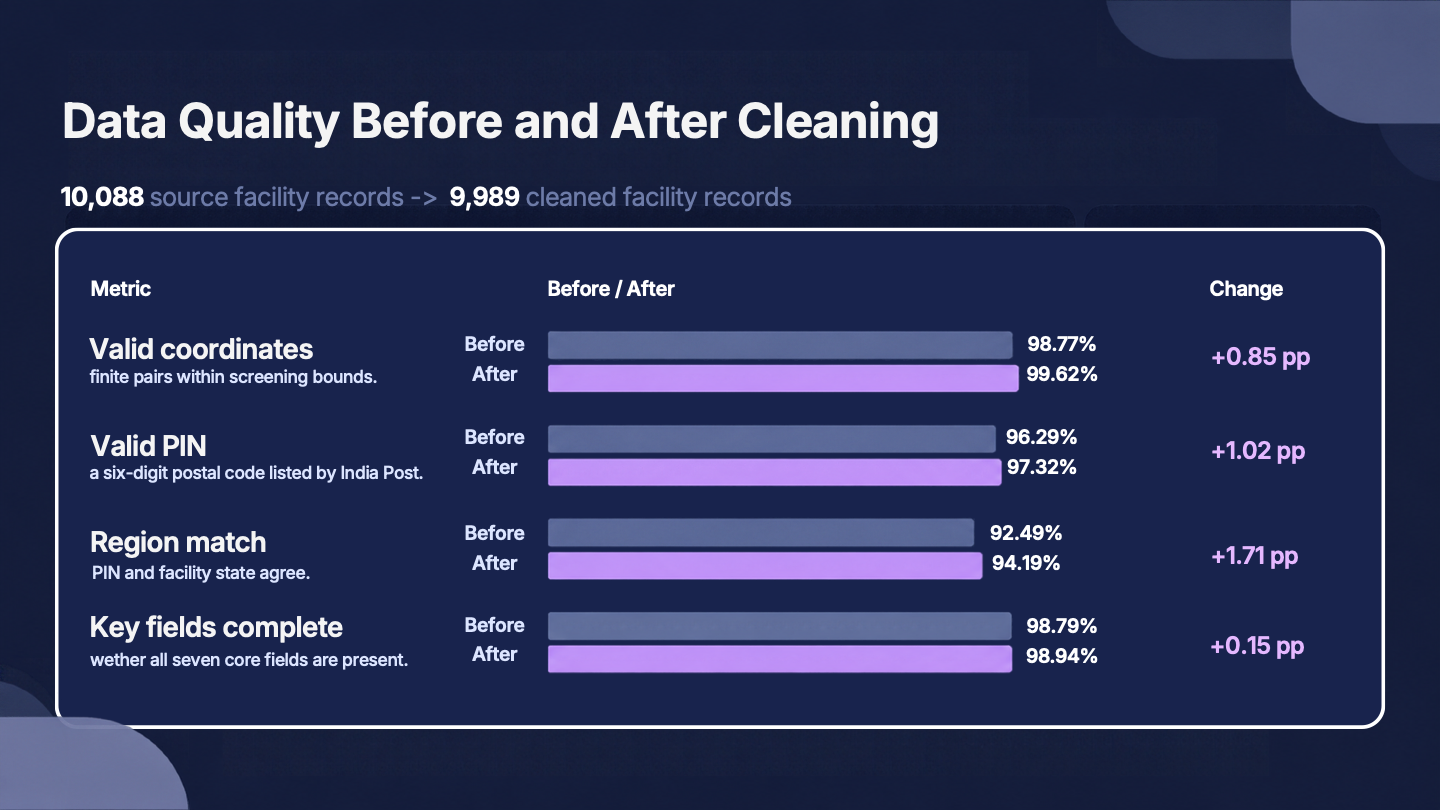 Data Quality Before and After Cleaning
10,088 source facility records -> 9,989 cleaned facility records
Metric
Before / After
Change
Valid coordinates
finite pairs within screening bounds.
Before
98.77%
After
99.62%
+0.85 pp
Valid PIN
a six-digit postal code listed by India Post.
Before
96.29%
After
97.32%
+1.02 pp
Region match
PIN and facility state agree.
Before
92.49%
After
94.19%
+1.71 pp
Key fields complete
wether all seven core fields are present.
Before
98.79%
After
98.94%
+0.15 pp